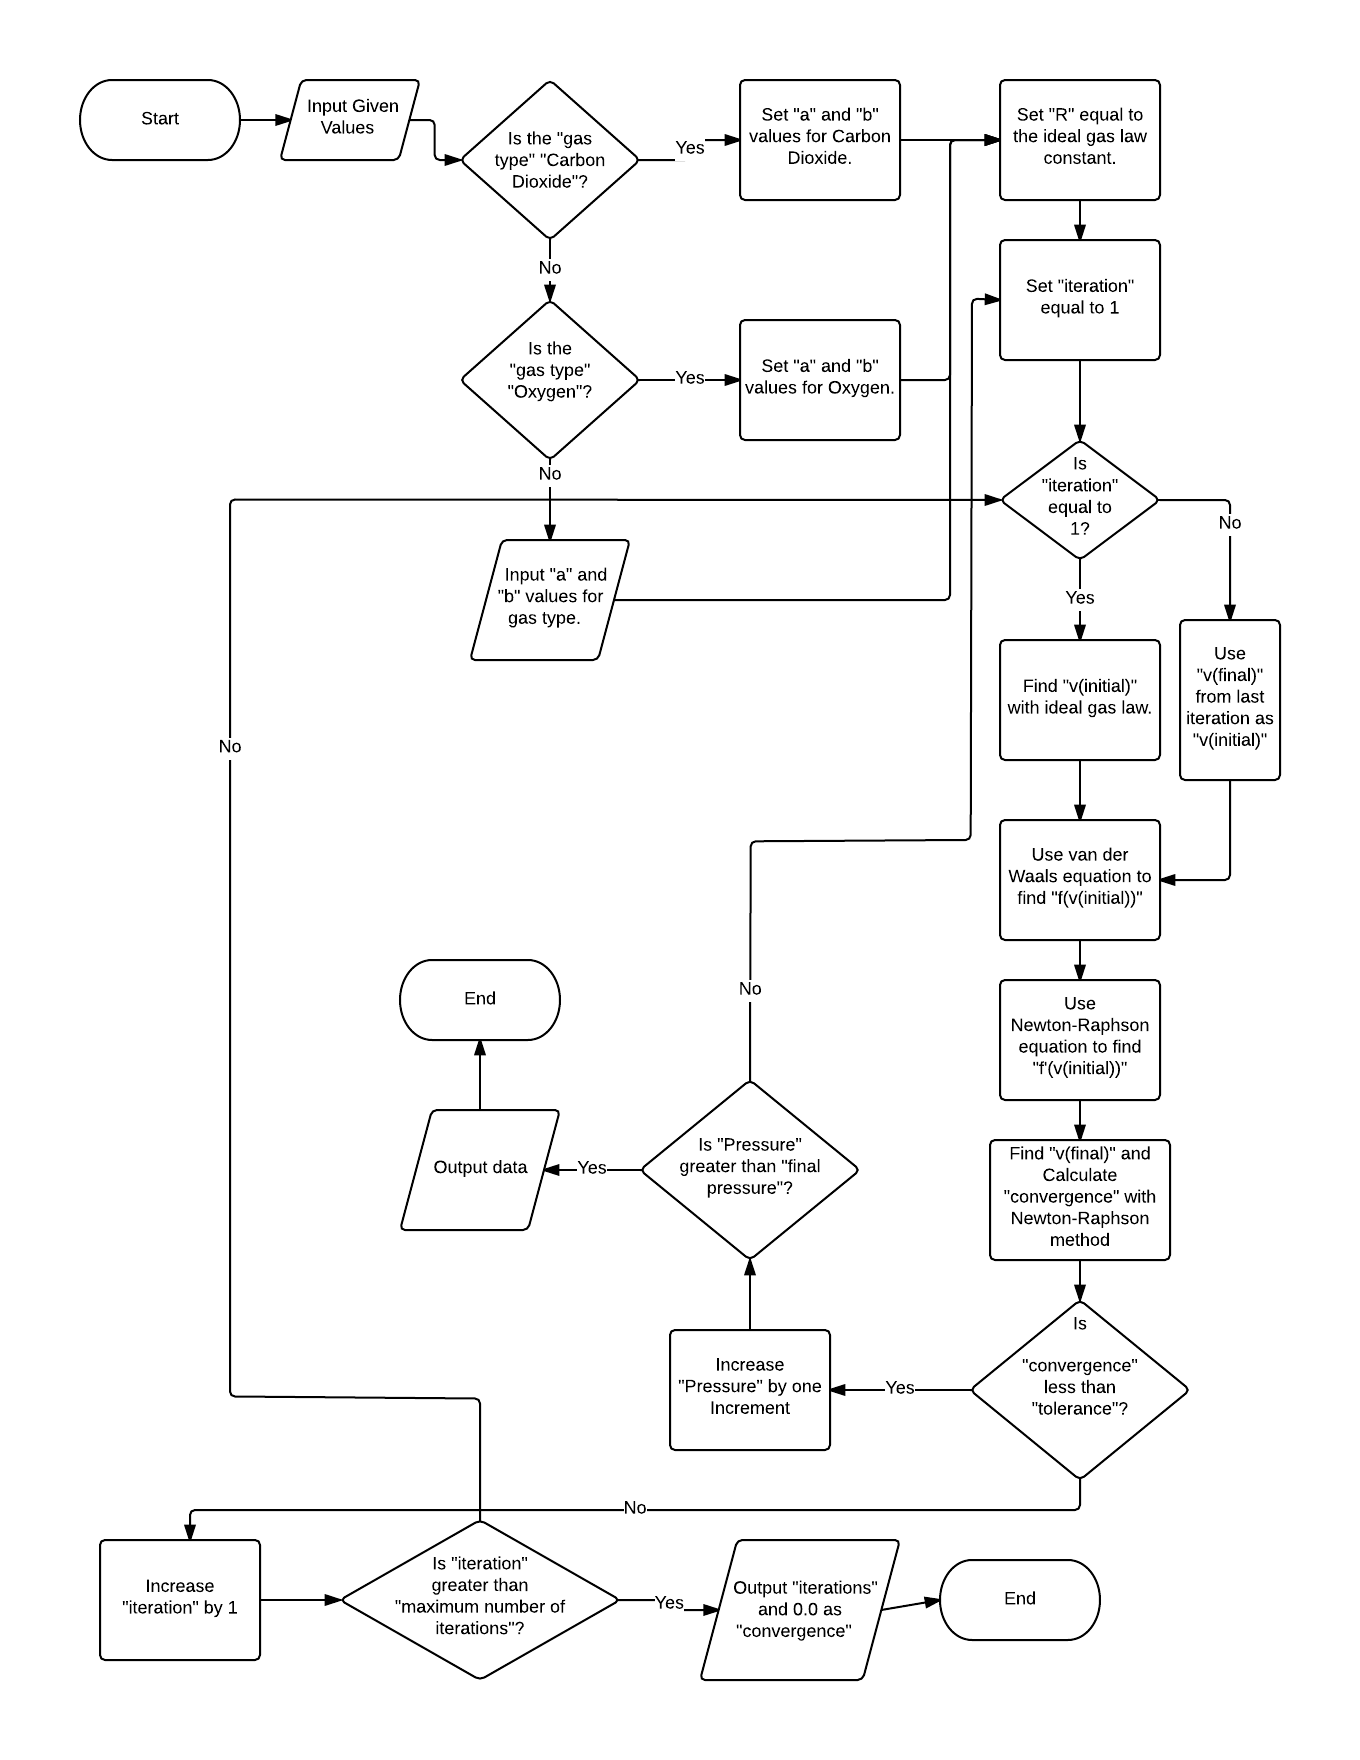 Start
Input Given
Values
Is the "gas
type" "Carbon
Dioxide"?
Yes
Set "a" and "b"
values for Carbon
Dioxide.
Set "R" equal to
the ideal gas law
constant.
No
Set "iteration"
equal to 1
Is the
"gas type"
"Oxygen"?
Yes
Set "a" and "b"
values for Oxygen.
No
Is
"iteration"
equal to
1?
No
Input "a" and
"b" values for
gas type.
Yes
Use
"v(final)"
from last
iteration as
"v(initial)"
Find "v(initial)"
with ideal gas law.
No
Use van der
Waals equation to
find "f(v(initial))"
No
End
Use
Newton-Raphson
equation to find
"f'(v(initial))"
Output data
Yes
Is "Pressure"
greater than "final
pressure"?
Find "v(final)" and
Calculate
"convergence" with
Newton-Raphson
method
Is
"convergence"
less than
"tolerance"?
Yes
Increase
"Pressure" by one
Increment
No
Increase
"iteration" by 1
Is "iteration"
greater than
"maximum number of
iterations"?
Yes
Output "iterations"
and 0.0 as
"convergence"
End